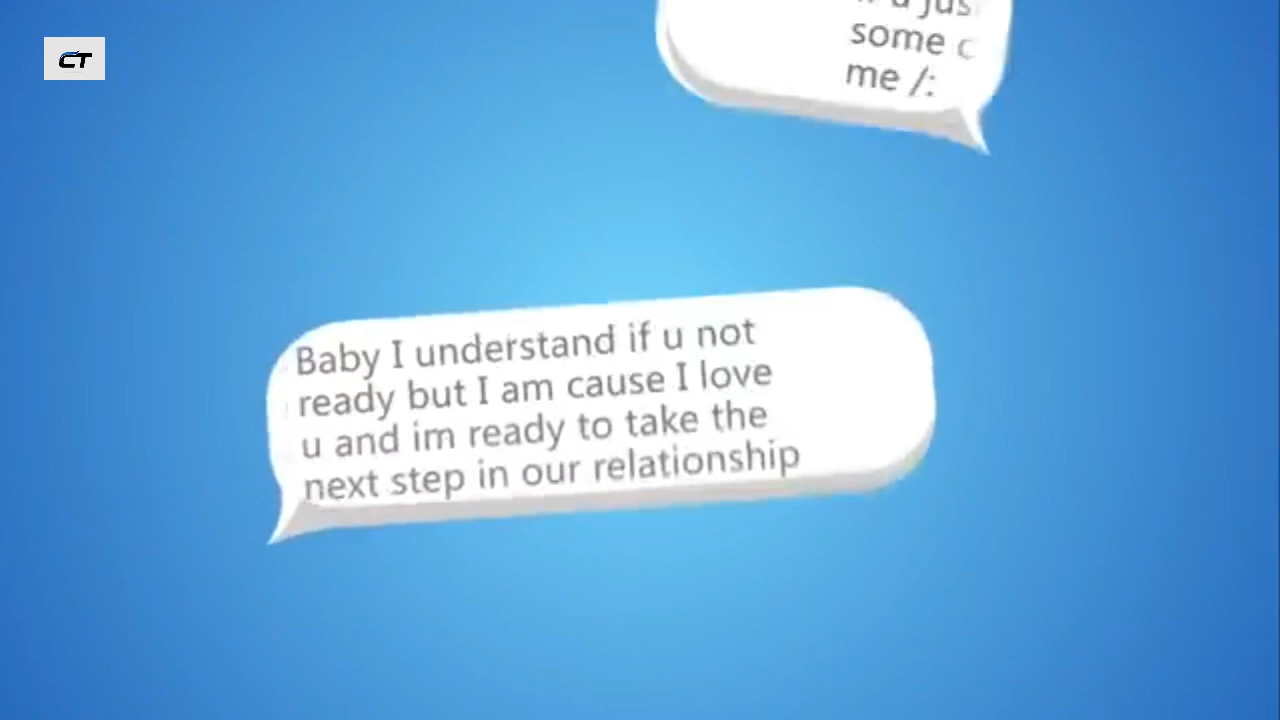 CT
some
me /:
Baby I understand if u not
ready but I am cause I love
u and im ready to take the
next step in our relationship